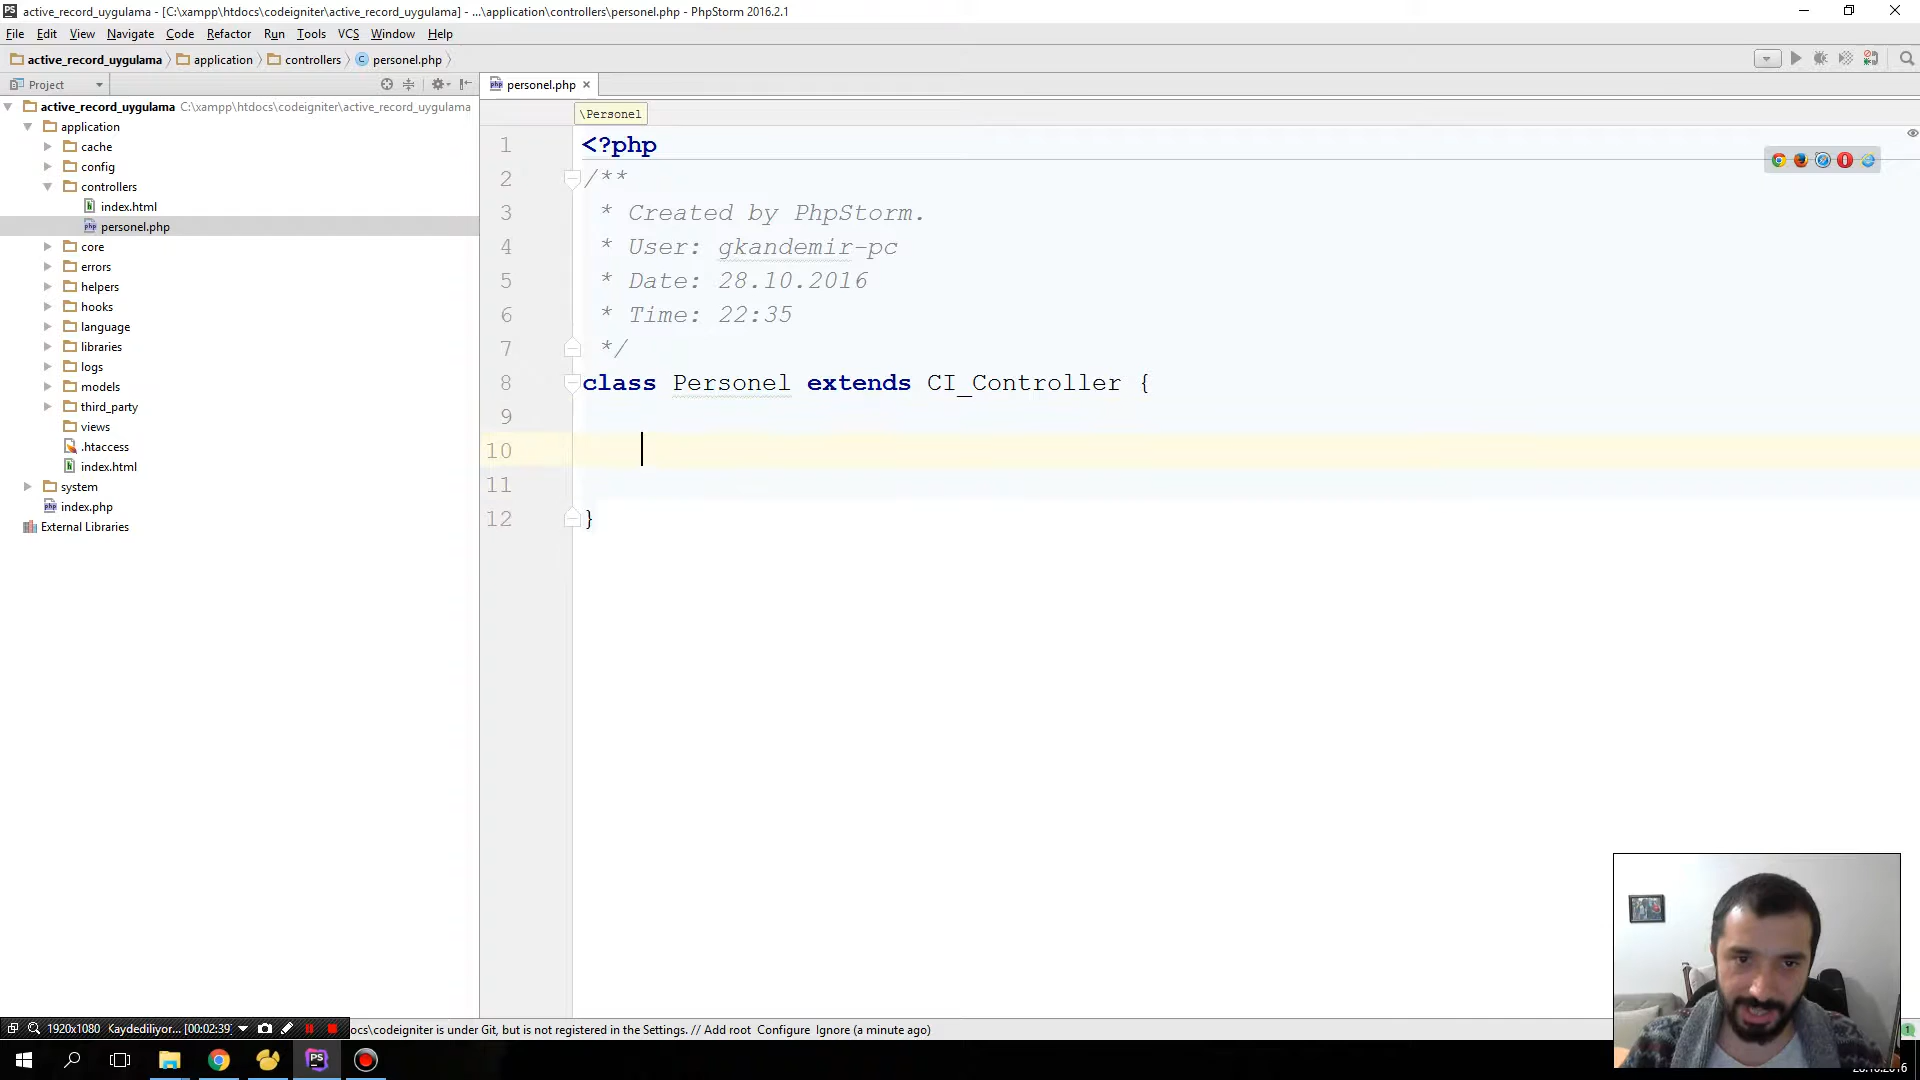 active_record_uygulama - [C:\xampp\htdocs\codeigniter\active_record_uygulama] - ...\application\controllers\personel.php - PhpStorm 2016.2.1
File Edit View Navigate Code Refactor Run Tools VCS Window Help
active_record_uygulama application controllers personel.php
Project
personel.php
active_record_uygulama C:\xampp\htdocs\codeigniter\active_record_uygulama
\Personel
application
cache
config
controllers
index.html
personel.php
core
errors
helpers
hooks
language
libraries
logs
models
third_party
views
.htaccess
index.html
system
index.php
External Libraries
1 <?php
2 /**
3 * Created by PhpStorm.
4 * User: gkandemir-pc
5 * Date: 28.10.2016
6 * Time: 22:35
7 */
8 class Personel extends CI_Controller {
9
10
11
12 }
1920x1080 Kaydediliyor... [00:02:39] ocs\codeigniter is under Git, but is not registered in the Settings. // Add root Configure Ignore (a minute ago)